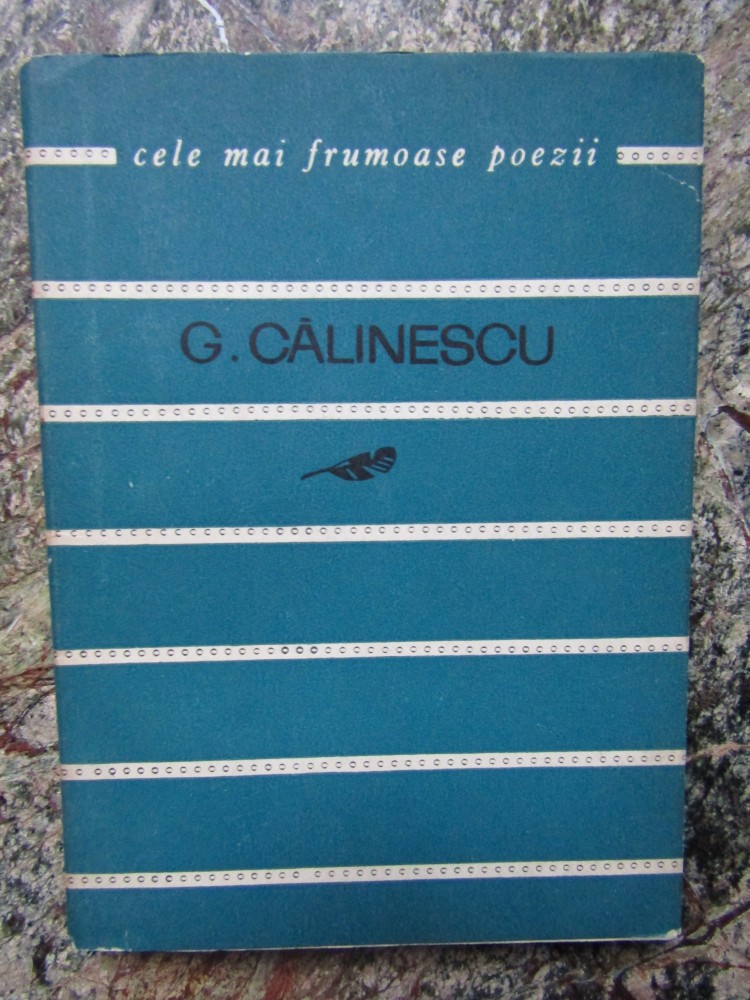 cele mai frumoase poezii
G. CĂLINESCU